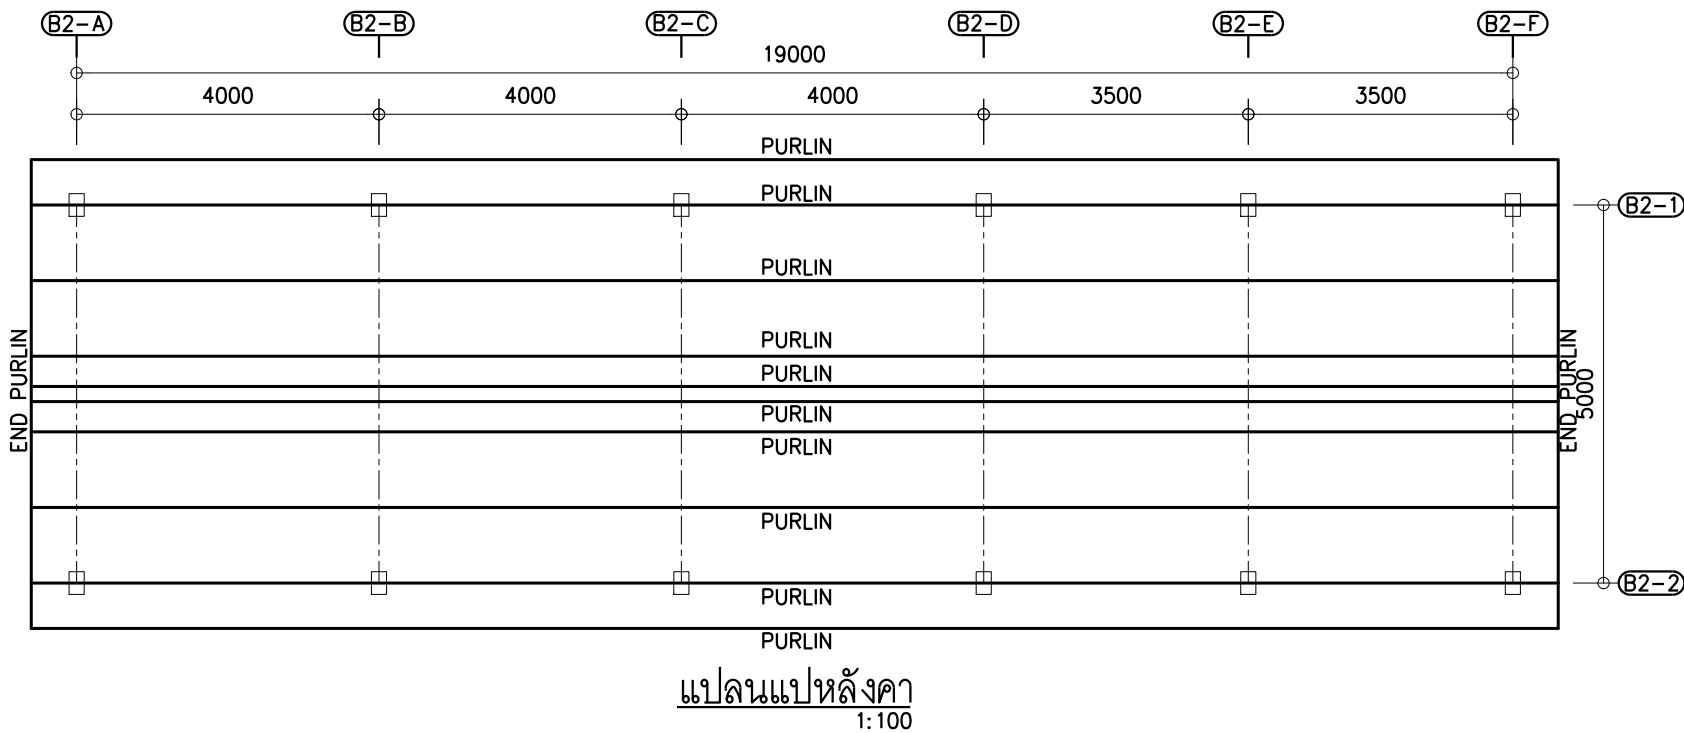 B2-A B2-B B2-C B2-D B2-E B2-F
19000
4000 4000 4000 3500 3500
PURLIN
PURLIN
B2-1
PURLIN
PURLIN
PURLIN
END PURLIN
END PURLIN
5000
PURLIN
PURLIN
PURLIN
B2-2
PURLIN
PURLIN
แปลนแปหลังคา
1:100